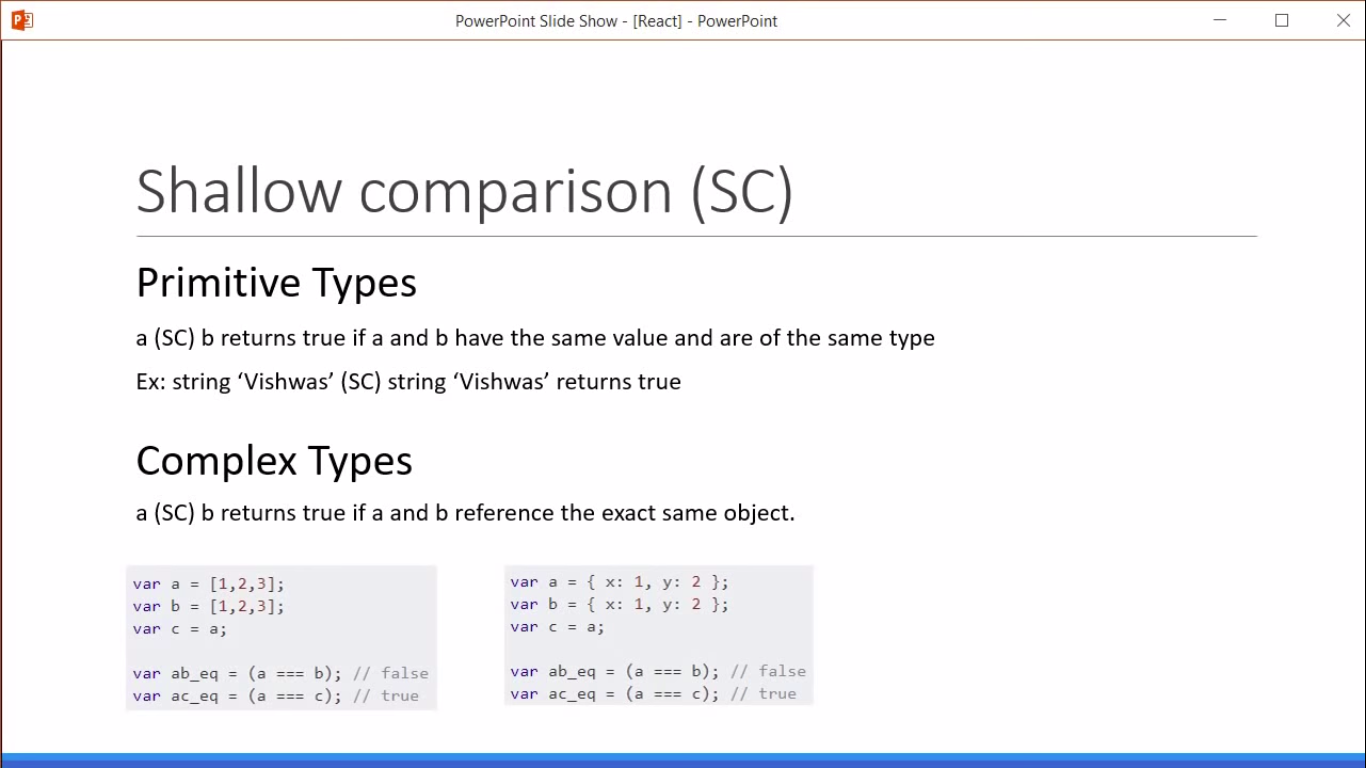 PowerPoint Slide Show - [React] - PowerPoint
Shallow comparison (SC)
Primitive Types
a (SC) b returns true if a and b have the same value and are of the same type
Ex: string ‘Vishwas’ (SC) string ‘Vishwas’ returns true
Complex Types
a (SC) b returns true if a and b reference the exact same object.
var a = [1,2,3];
var b = [1,2,3];
var c = a;
var ab_eq = (a === b); // false
var ac_eq = (a === c); // true
var a = { x: 1, y: 2 };
var b = { x: 1, y: 2 };
var c = a;
var ab_eq = (a === b); // false
var ac_eq = (a === c); // true